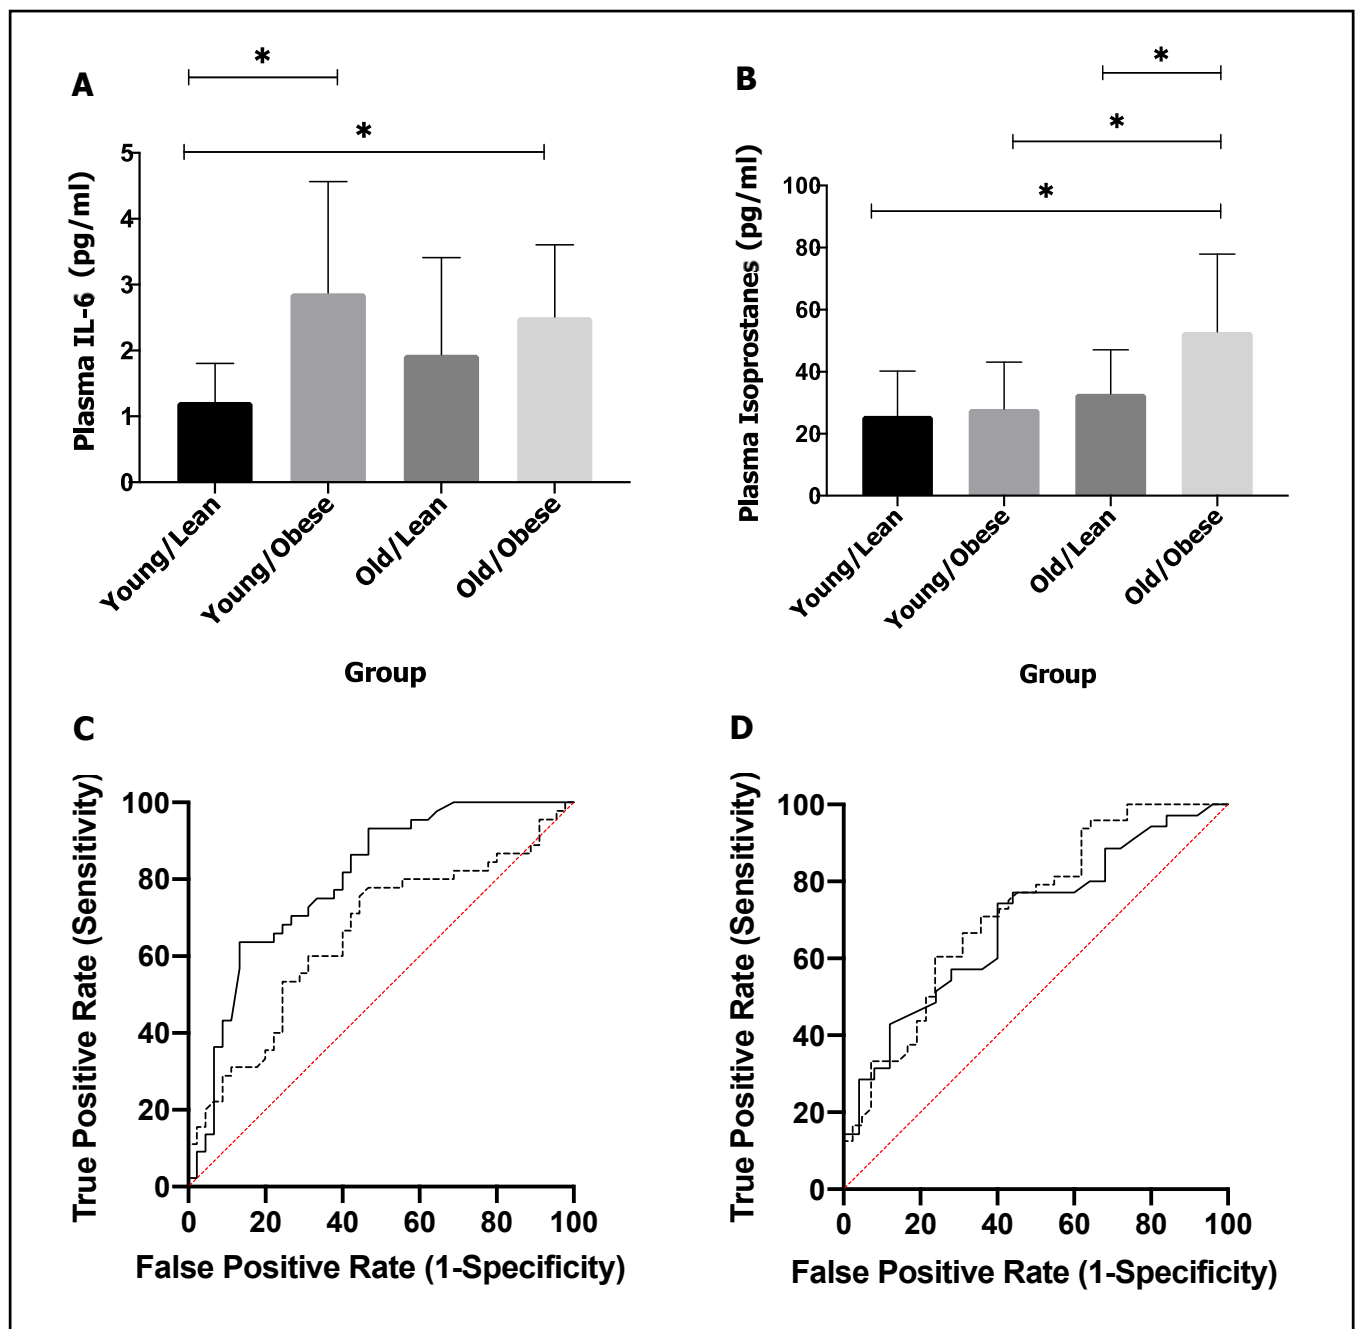 A
*
*
Plasma IL-6 (pg/ml)
5
4
3
2
1
0
Young/Lean
Young/Obese
Old/Lean
Old/Obese
Group
B
*
*
*
Plasma Isoprostanes (pg/ml)
100
80
60
40
20
0
Young/Lean
Young/Obese
Old/Lean
Old/Obese
Group
C
True Positive Rate (Sensitivity)
100
80
60
40
20
0
0 20 40 60 80 100
False Positive Rate (1-Specificity)
D
True Positive Rate (Sensitivity)
100
80
60
40
20
0
0 20 40 60 80 100
False Positive Rate (1-Specificity)